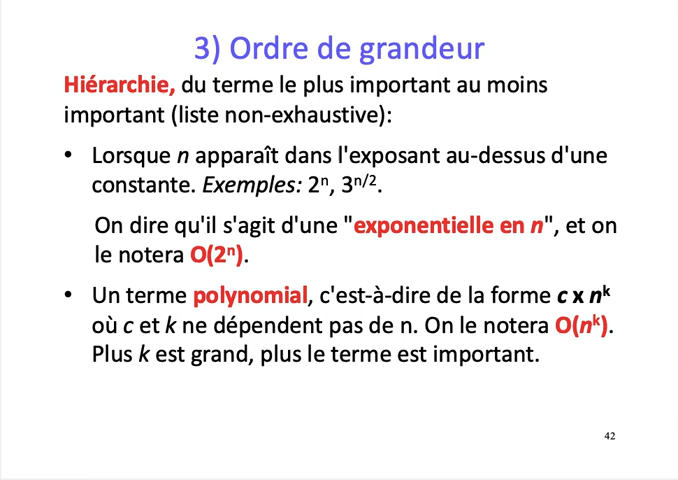 3) Ordre de grandeur
Hiérarchie, du terme le plus important au moins
important (liste non-exhaustive):
• Lorsque n apparaît dans l'exposant au-dessus d'une
constante. Exemples: 2ⁿ, 3ⁿᐟ².
On dire qu'il s'agit d'une "exponentielle en n", et on
le notera O(2ⁿ).
• Un terme polynomial, c'est-à-dire de la forme c x nᵏ
où c et k ne dépendent pas de n. On le notera O(nᵏ).
Plus k est grand, plus le terme est important.
42